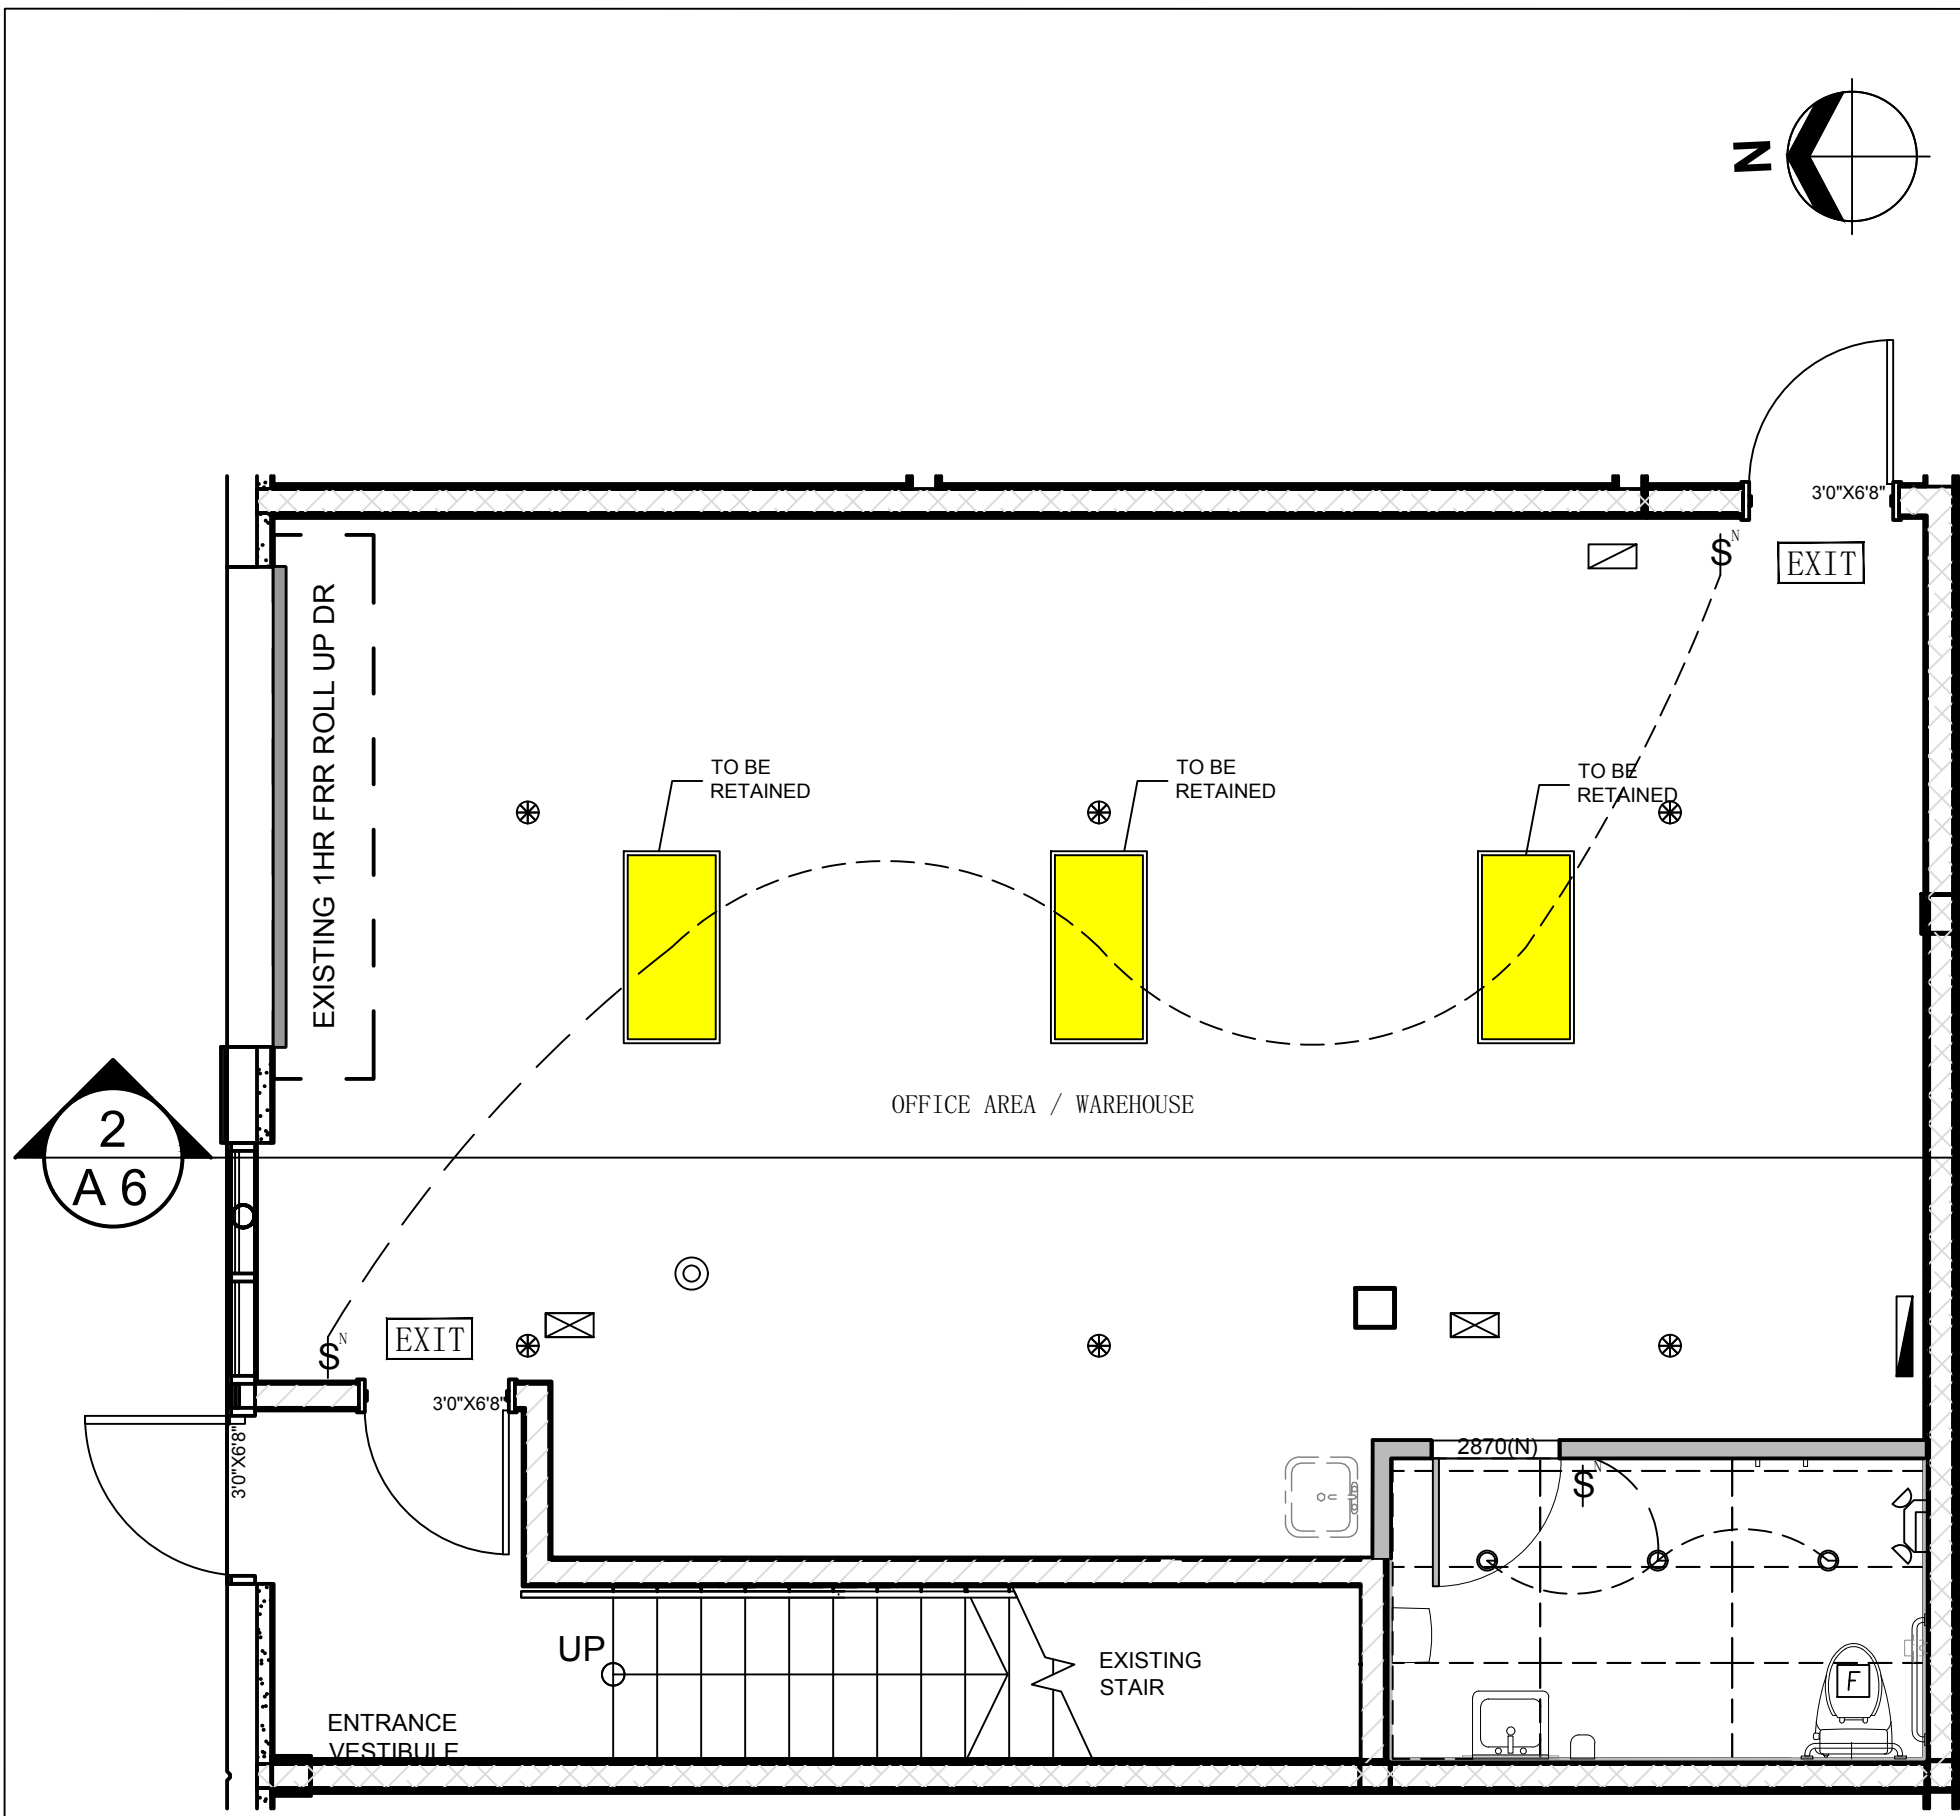 N
3'0"X6'8"
$ N
EXIT
EXISTING 1HR FRR ROLL UP DR
TO BE
RETAINED
TO BE
RETAINED
TO BE
RETAINED
OFFICE AREA / WAREHOUSE
2
A 6
$ N
EXIT
3'0"X6'8"
3'0"X6'8"
2870(N)
$ N
UP
EXISTING
STAIR
F
ENTRANCE
VESTIBULE